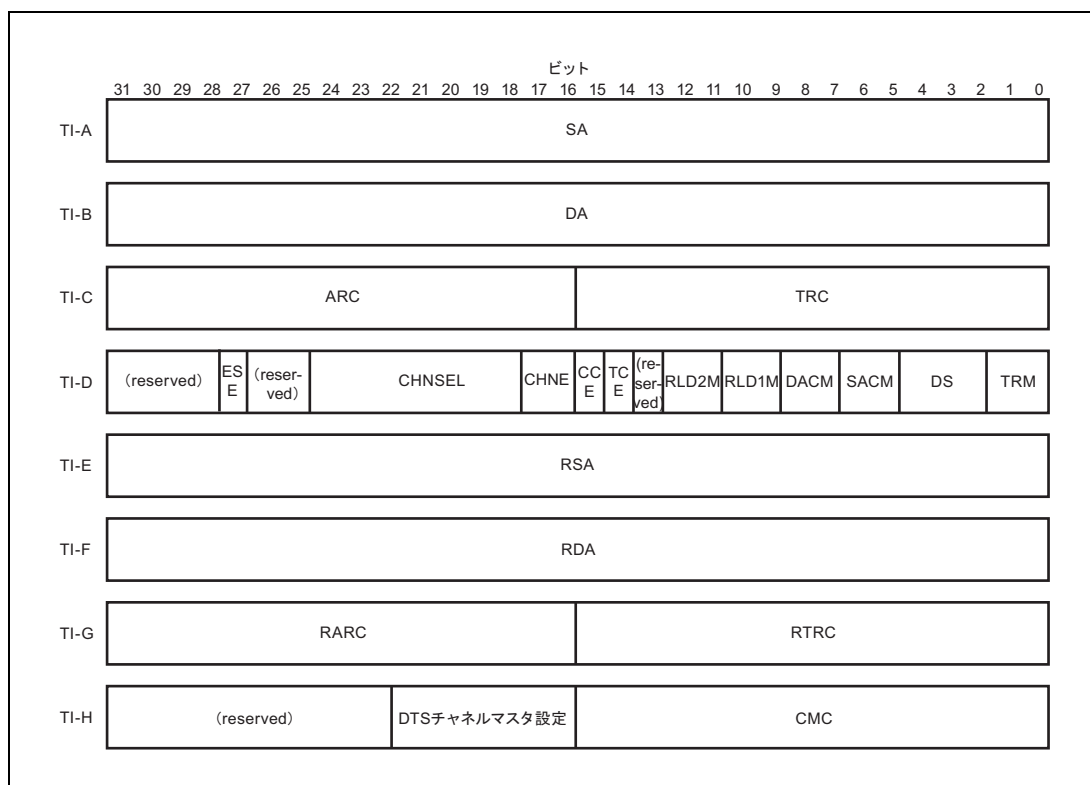 ビット
31 30 29 28 27 26 25 24 23 22 21 20 19 18 17 16 15 14 13 12 11 10 9 8 7 6 5 4 3 2 1 0
TI-A SA
TI-B DA
TI-C ARC TRC
TI-D (reserved) ES
E (reser-
ved) CHNSEL CHNE CC
E TC
E (re-
ser-
ved) RLD2M RLD1M DACM SACM DS TRM
TI-E RSA
TI-F RDA
TI-G RARC RTRC
TI-H (reserved) DTSチャネルマスタ設定 CMC